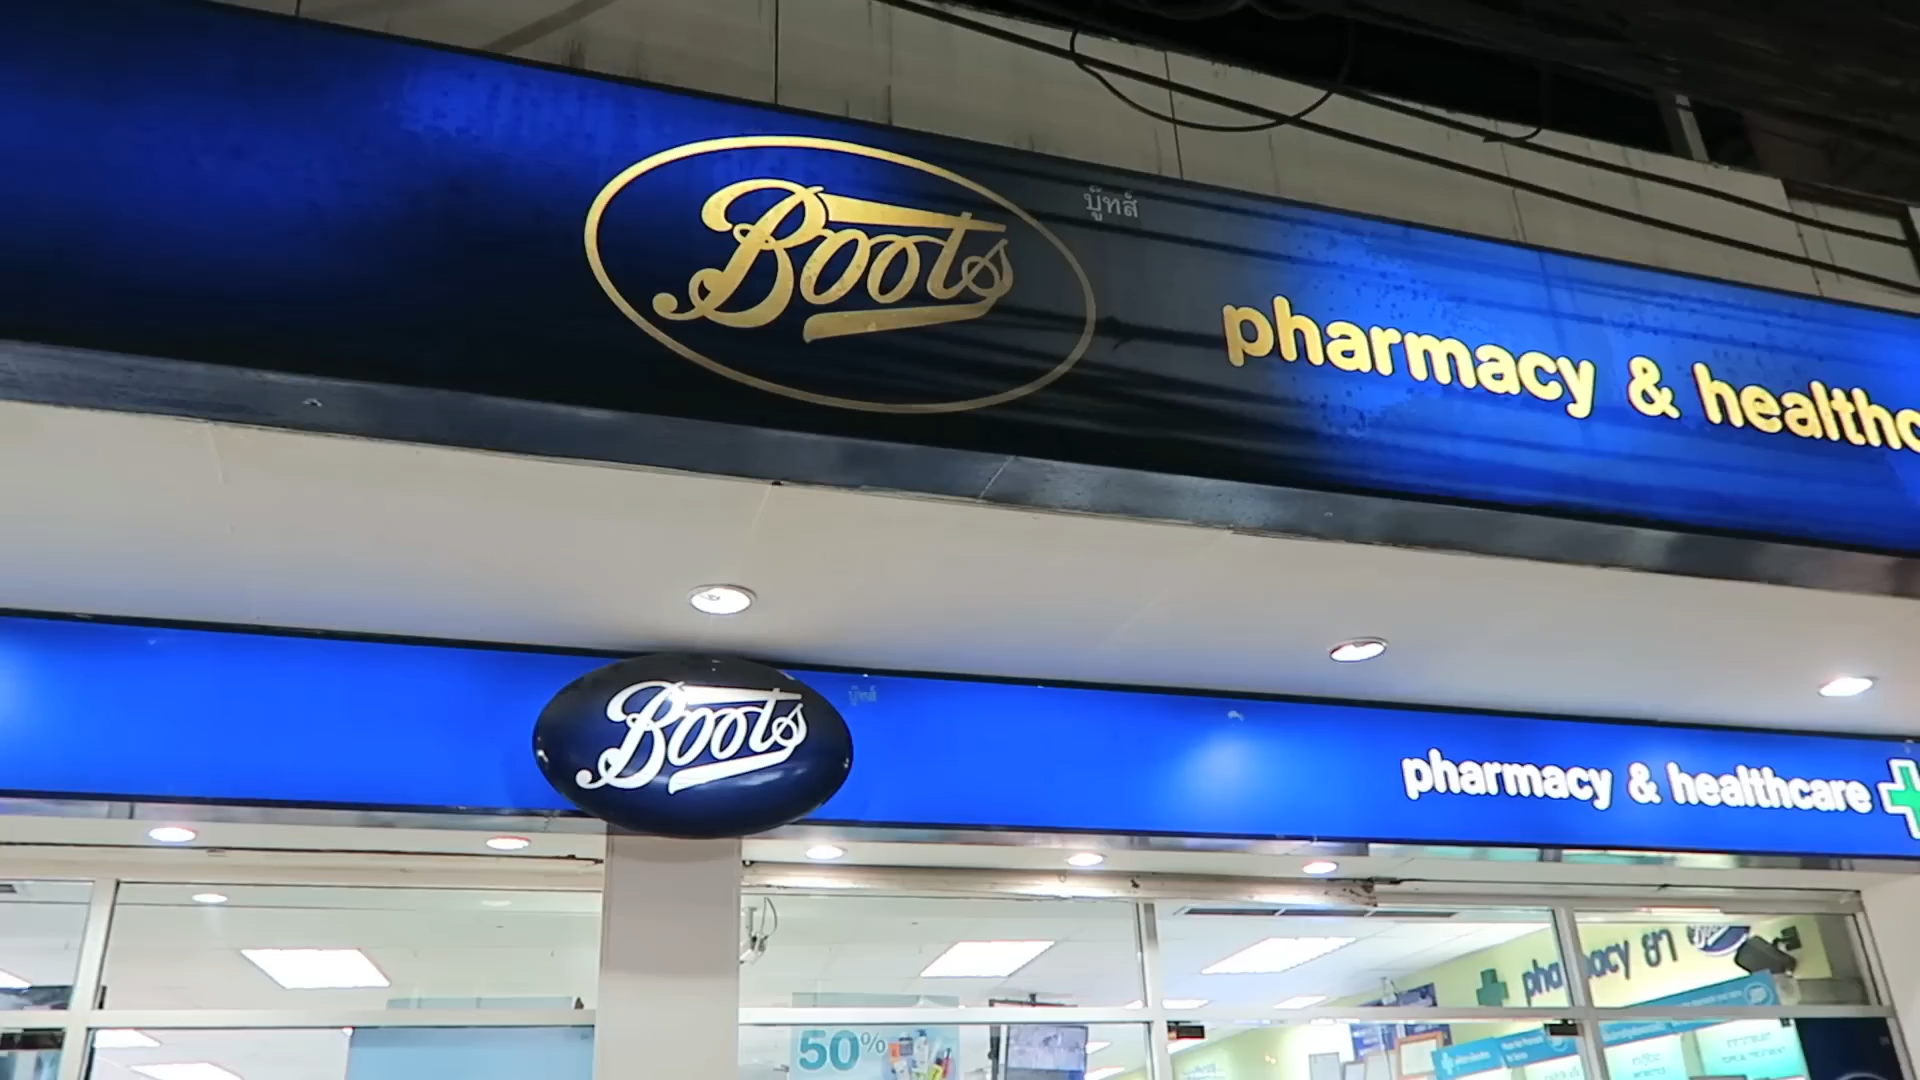 Boots
บู๊ทส์
pharmacy & healthc
Boots
บู๊ทส์
pharmacy & healthcare
pharmacy ยา
50%